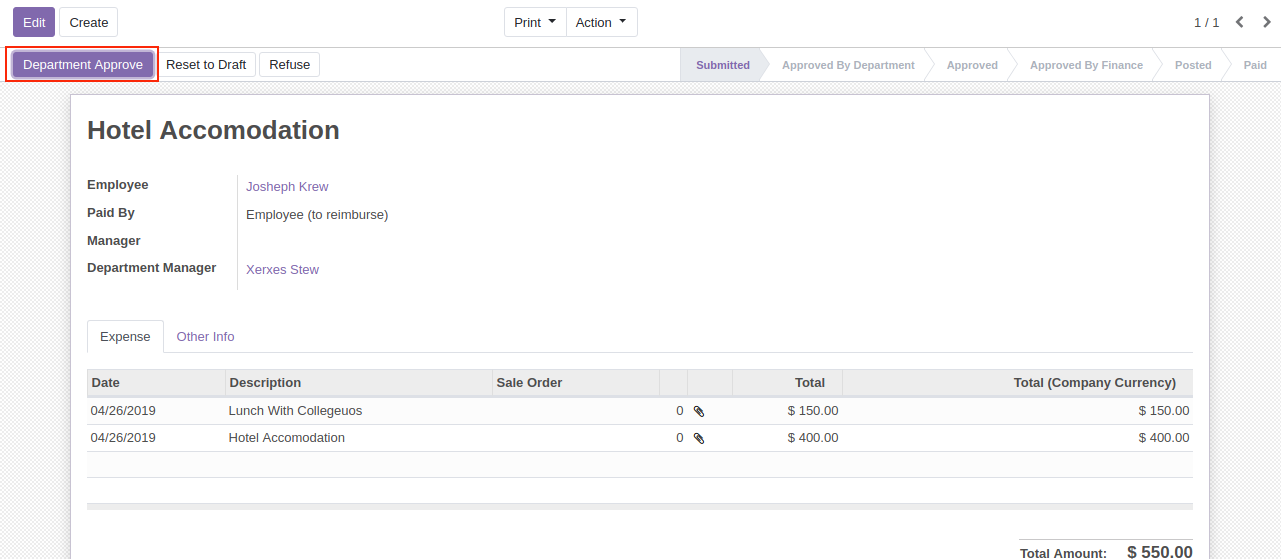 Edit Create Print Action 1 / 1
Department Approve Reset to Draft Refuse Submitted Approved By Department Approved Approved By Finance Posted Paid
Hotel Accomodation
Employee Josheph Krew
Paid By Employee (to reimburse)
Manager
Department Manager Xerxes Stew
Expense Other Info
Date Description Sale Order Total Total (Company Currency)
04/26/2019 Lunch With Collegeuos 0 $ 150.00 $ 150.00
04/26/2019 Hotel Accomodation 0 $ 400.00 $ 400.00
Total Amount: $ 550.00